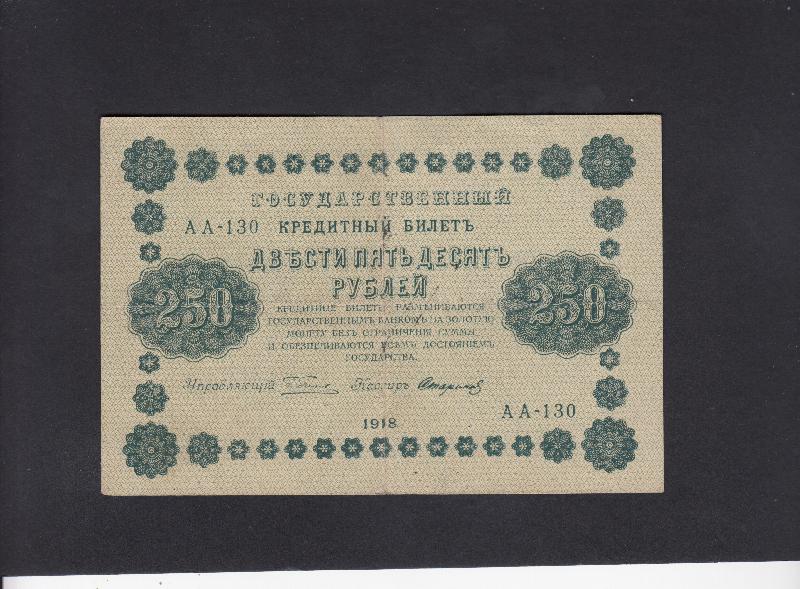 ГОСУДАРСТВЕННЫЙ
АА-130 КРЕДИТНЫЙ БИЛЕТЪ
ДВѢСТИ ПЯТЬДЕСЯТЪ
РУБЛЕЙ
250
250
КРЕДИТНЫЕ БИЛЕТЫ РАЗМѢНИВАЮТСЯ
ГОСУДАРСТВЕННЫМЪ БАНКОМЪ НА ЗОЛОТУЮ
МОНЕТУ БЕЗЪ ОГРАНИЧЕНІЯ СУММЫ
И ОБЕЗПЕЧИВАЮТСЯ ВСѢМЪ ДОСТОЯНІЕМЪ
ГОСУДАРСТВА.
Управляющій Кассиръ
АА-130
1918